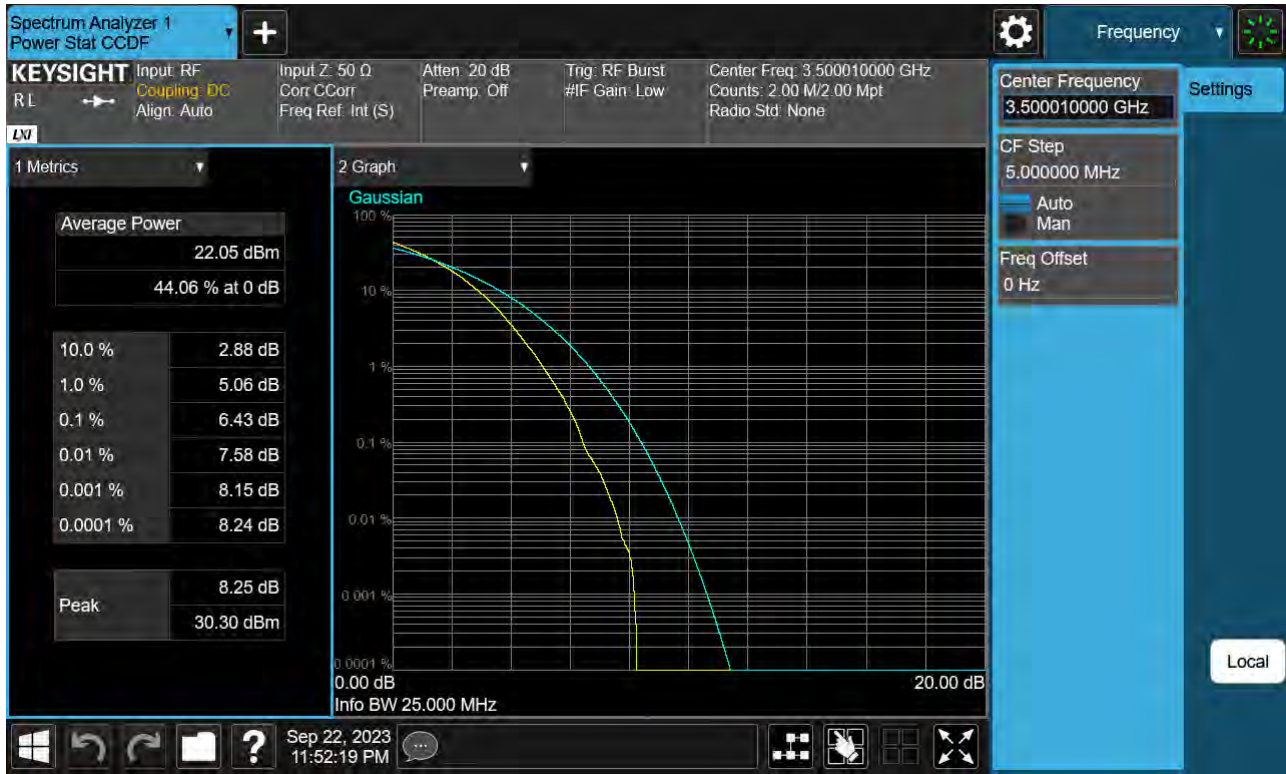 Spectrum Analyzer 1
Power Stat CCDF
Frequency
KEYSIGHT
RL
LXI
Input: RF
Coupling: DC
Align: Auto
Input Z: 50 Ω
Corr CCorr
Freq Ref: Int (S)
Atten: 20 dB
Preamp: Off
Trig: RF Burst
#IF Gain: Low
Center Freq: 3.500010000 GHz
Counts: 2.00 M/2.00 Mpt
Radio Std: None
Center Frequency
3.500010000 GHz
Settings
CF Step
5.000000 MHz
Auto
Man
Freq Offset
0 Hz
1 Metrics
Average Power
22.05 dBm
44.06 % at 0 dB
10.0 % 2.88 dB
1.0 % 5.06 dB
0.1 % 6.43 dB
0.01 % 7.58 dB
0.001 % 8.15 dB
0.0001 % 8.24 dB
Peak
8.25 dB
30.30 dBm
2 Graph
Gaussian
100 %
10 %
1 %
0.1 %
0.01 %
0.001 %
0.0001 %
0.00 dB 20.00 dB
Info BW 25.000 MHz
Local
?
Sep 22, 2023
11:52:19 PM